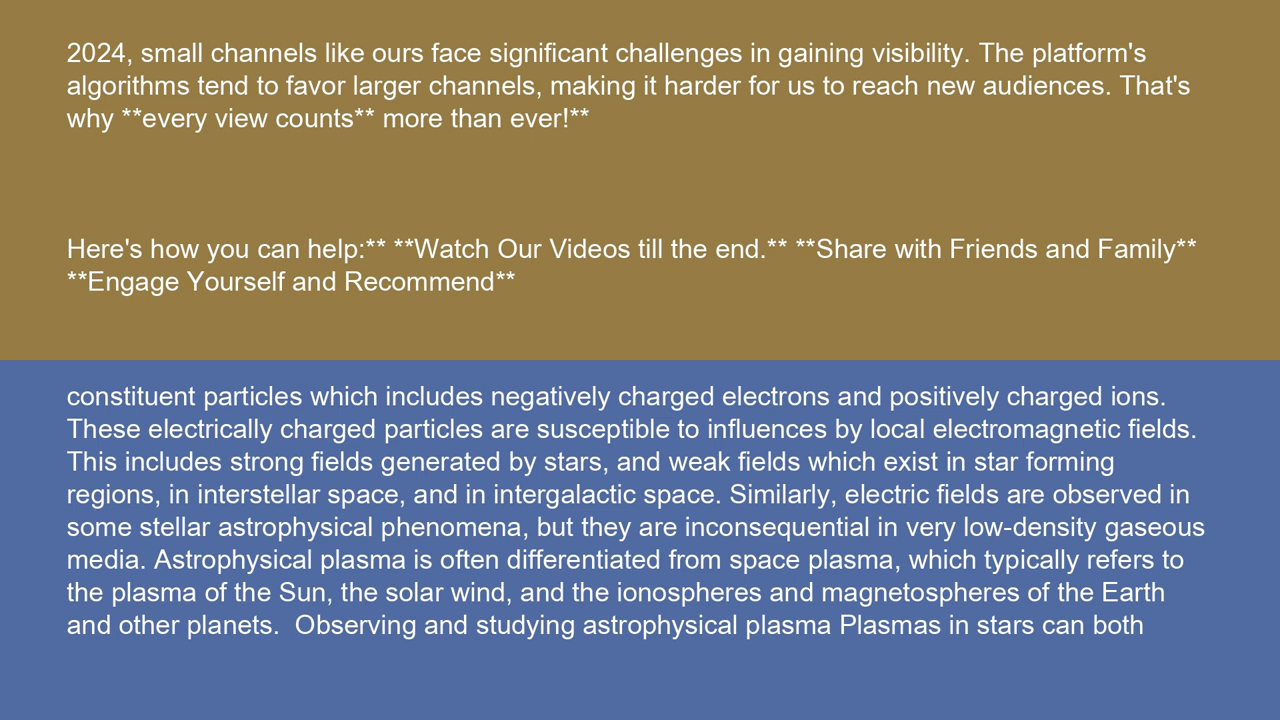 2024, small channels like ours face significant challenges in gaining visibility. The platform's
algorithms tend to favor larger channels, making it harder for us to reach new audiences. That's
why **every view counts** more than ever!**
Here's how you can help:** **Watch Our Videos till the end.** **Share with Friends and Family**
**Engage Yourself and Recommend**
constituent particles which includes negatively charged electrons and positively charged ions.
These electrically charged particles are susceptible to influences by local electromagnetic fields.
This includes strong fields generated by stars, and weak fields which exist in star forming
regions, in interstellar space, and in intergalactic space. Similarly, electric fields are observed in
some stellar astrophysical phenomena, but they are inconsequential in very low-density gaseous
media. Astrophysical plasma is often differentiated from space plasma, which typically refers to
the plasma of the Sun, the solar wind, and the ionospheres and magnetospheres of the Earth
and other planets.  Observing and studying astrophysical plasma Plasmas in stars can both